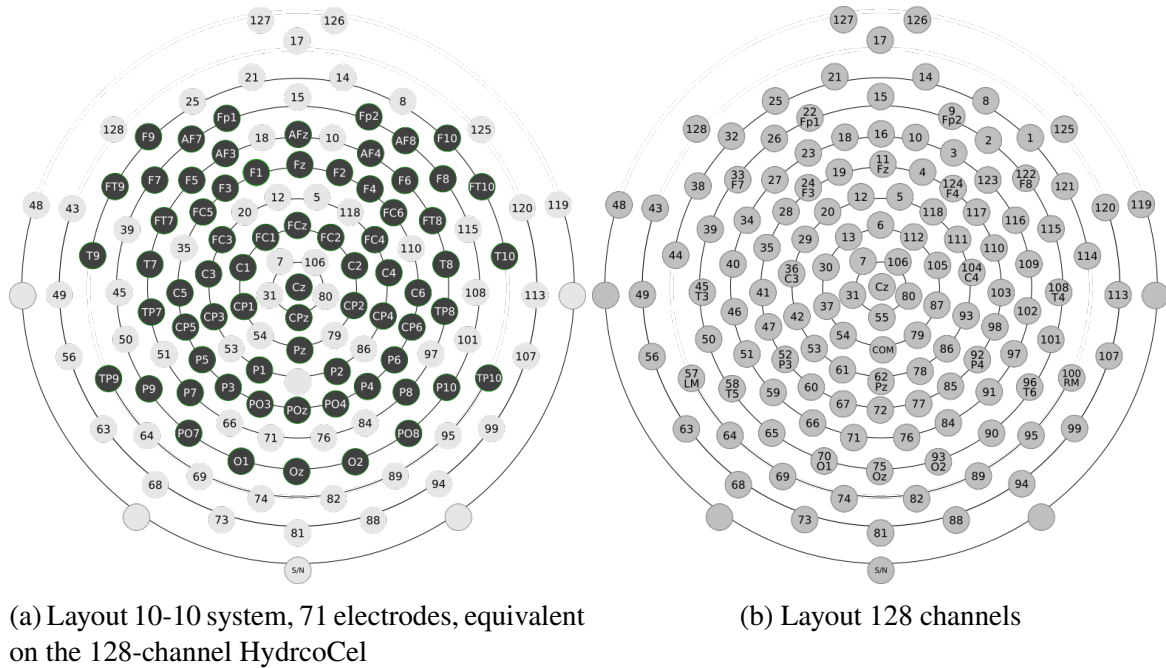 127 126 127 126
17 17
21 14 21 14
25 15 8 25 15 8
128 Fp1 Fp2 125 128 22 Fp1 9 Fp2 125
F9 AF7 18 AFz 10 AF8 F10 32 26 18 16 10 2 1
AF3 AF4 23 3
FT9 F7 F5 F3 F1 Fz F2 F4 F6 F8 FT10 38 33 F7 27 24 F3 19 11 Fz 4 124 F4 123 122 F8 121
48 43 FT7 FC5 20 12 5 118 FC6 FT8 120 119 48 43 34 28 20 12 5 118 117 116 120 119
39 FC3 FC1 FCz FC2 FC4 115 35 29 13 6 112 111 110 115
T9 35 110 T10 44 114
T7 C3 C1 7 106 C2 C4 T8 40 36 C3 30 7 106 105 104 C4 109
49 45 C5 31 Cz 80 C6 108 113 49 45 T3 41 31 Cz 80 103 108 T4 113
TP7 CP3 CP1 CPz CP2 CP4 TP8 46 42 37 55 87 93 102
CP5 CP6 47 98
56 50 51 P5 53 54 Pz 79 86 P6 97 101 107 56 50 51 52 P3 53 54 COM 79 86 92 P4 97 101 107
TP9 P9 P7 P3 P1 P2 P4 P8 P10 TP10 57 LM 58 T5 59 60 61 62 Pz 78 85 91 96 T6 100 RM
PO3 POz PO4 67 72 77
63 64 PO7 66 71 76 84 PO8 95 99 63 64 65 66 71 76 84 90 95 99
O1 Oz O2 70 O1 75 Oz 93 O2
68 69 89 94 68 69 89 94
74 82 74 82
73 81 88 73 81 88
S/N S/N
(a) Layout 10-10 system, 71 electrodes, equivalent
on the 128-channel HydrcoCel
(b) Layout 128 channels